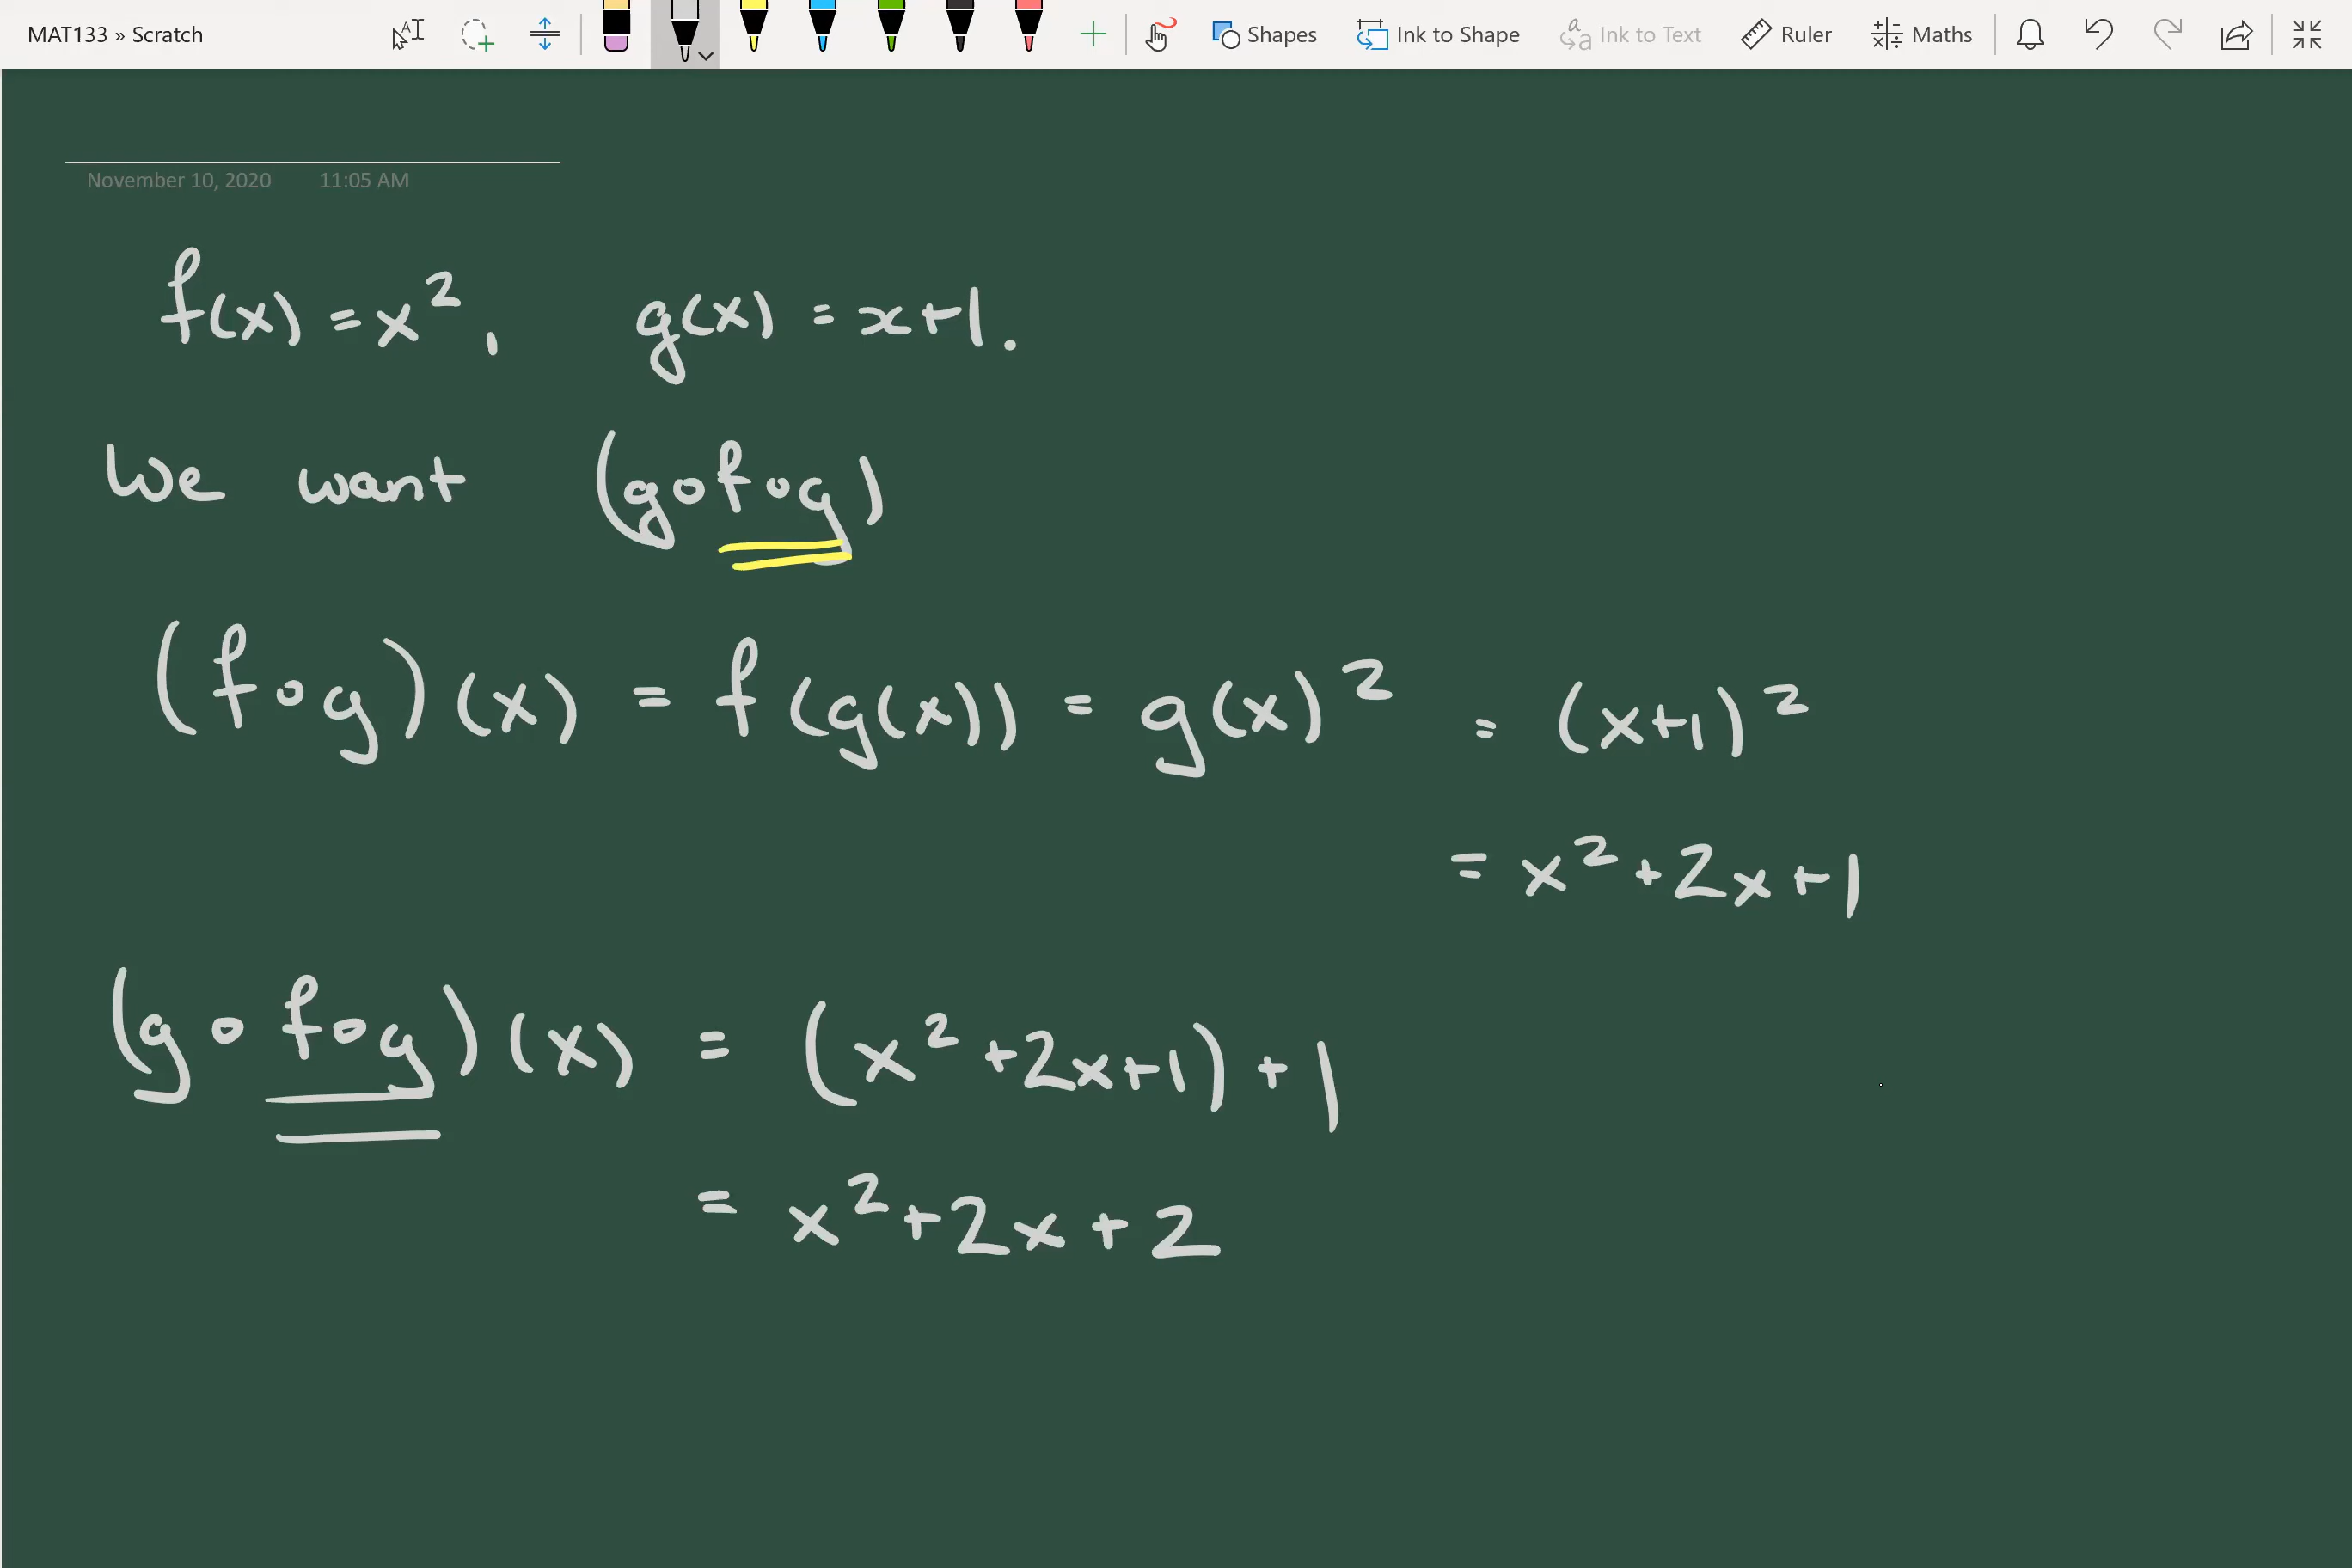 MAT133 » Scratch Shapes Ink to Shape Ink to Text Ruler Maths
November 10, 2020 11:05 AM
f(x) = x², g(x) = x+1.
We want (g∘f∘g)
(f∘g)(x) = f(g(x)) = g(x)² = (x+1)²
= x²+2x+1
(g∘f∘g)(x) = (x²+2x+1)+1
= x²+2x+2